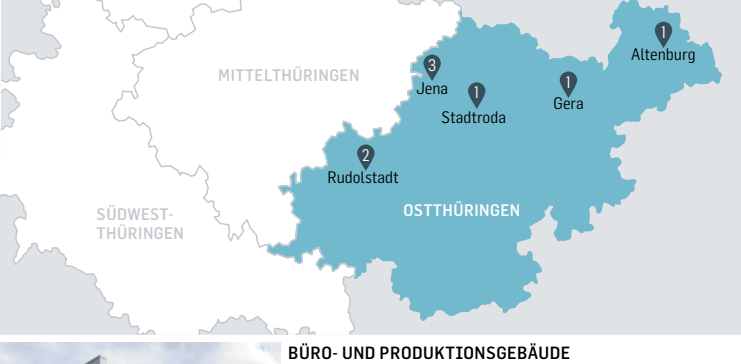 1
Altenburg
MITTELTHÜRINGEN
3
Jena
1
Stadtroda
1
Gera
2
Rudolstadt
SÜDWEST-
THÜRINGEN
OSTTHÜRINGEN
BÜRO- UND PRODUKTIONSGEBÄUDE